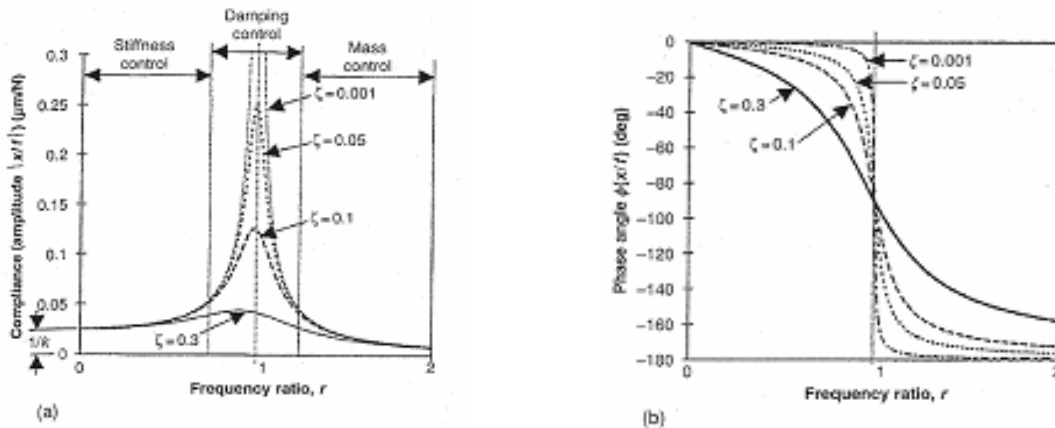 Damping
control
Stiffness
control
Mass
control
0.3
0.25
0.2
0.15
0.1
0.05
0
1/k
Compliance (amplitude |x/f|) (μm/N)
ζ=0.001
ζ=0.05
ζ=0.1
ζ=0.3
0 1 2
Frequency ratio, r
(a)
0
-20
-40
-60
-80
-100
-120
-140
-160
-180
Phase angle ϕ(x/f) (deg)
ζ=0.001
ζ=0.05
ζ=0.3
ζ=0.1
0 1 2
Frequency ratio, r
(b)